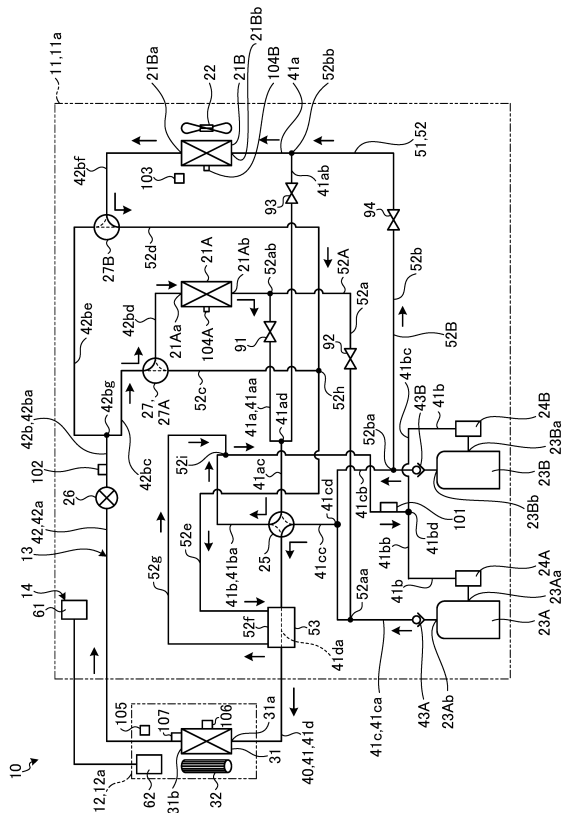 11,11a
21Ba
21Bb
21B
104B
41a
52bb
22
42bf
103
41ab
51,52
93
94
27B
52d
21A
21Ab
52ab
52A
52a
52b
42be
42bd
21Aa
104A
91
92
52B
42b, 42ba
42bg
27,
27A
52c
41a, 41aa
41ad
52h
41bc
43B
41b
24B
102
42bc
52i
41ac
41cd
52ba
41cb
23Ba
23B
26
42, 42a
52g
52e
41b, 41ba
25
41cc
101
41bd
23Bb
13
41bb
14
61
52f
53
52aa
41b
24A
23Aa
41da
23A
105
107
106
31a
41c, 41ca
43A
23Ab
10
12, 12a
62
31b
32
31
40, 41, 41d